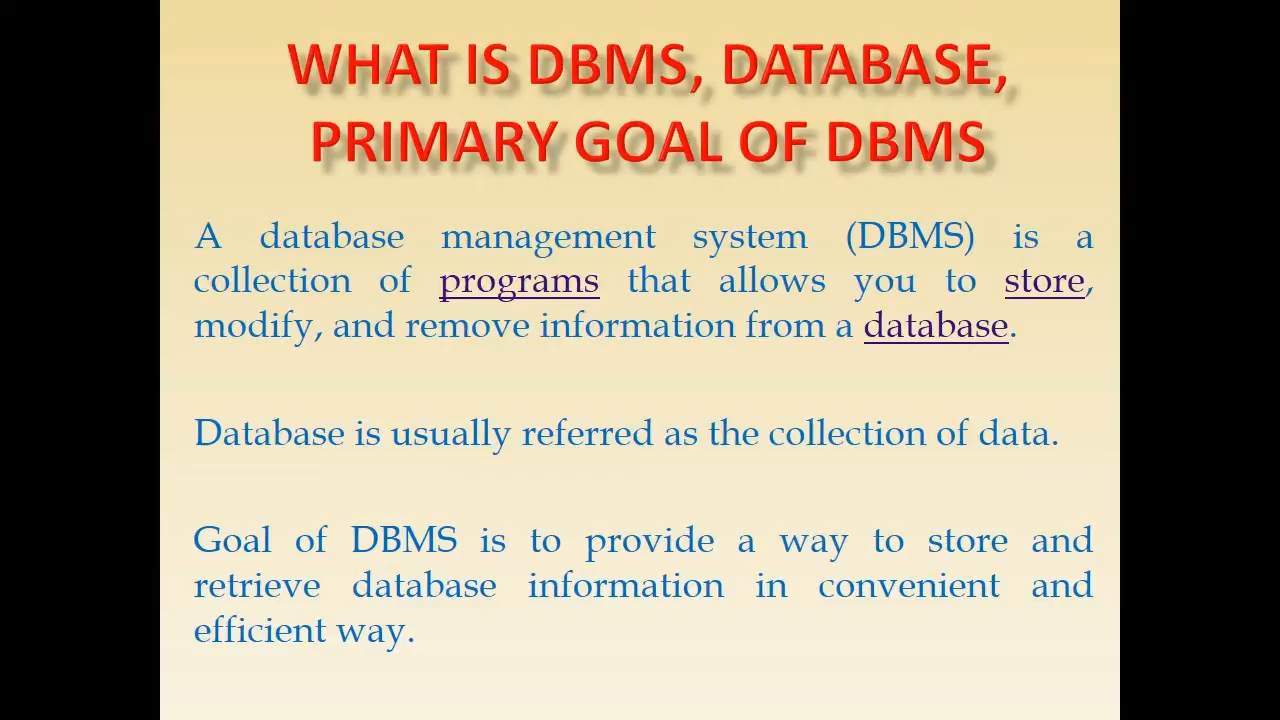 WHAT IS DBMS, DATABASE,
PRIMARY GOAL OF DBMS
A database management system (DBMS) is a
collection of programs that allows you to store,
modify, and remove information from a database.
Database is usually referred as the collection of data.
Goal of DBMS is to provide a way to store and
retrieve database information in convenient and
efficient way.